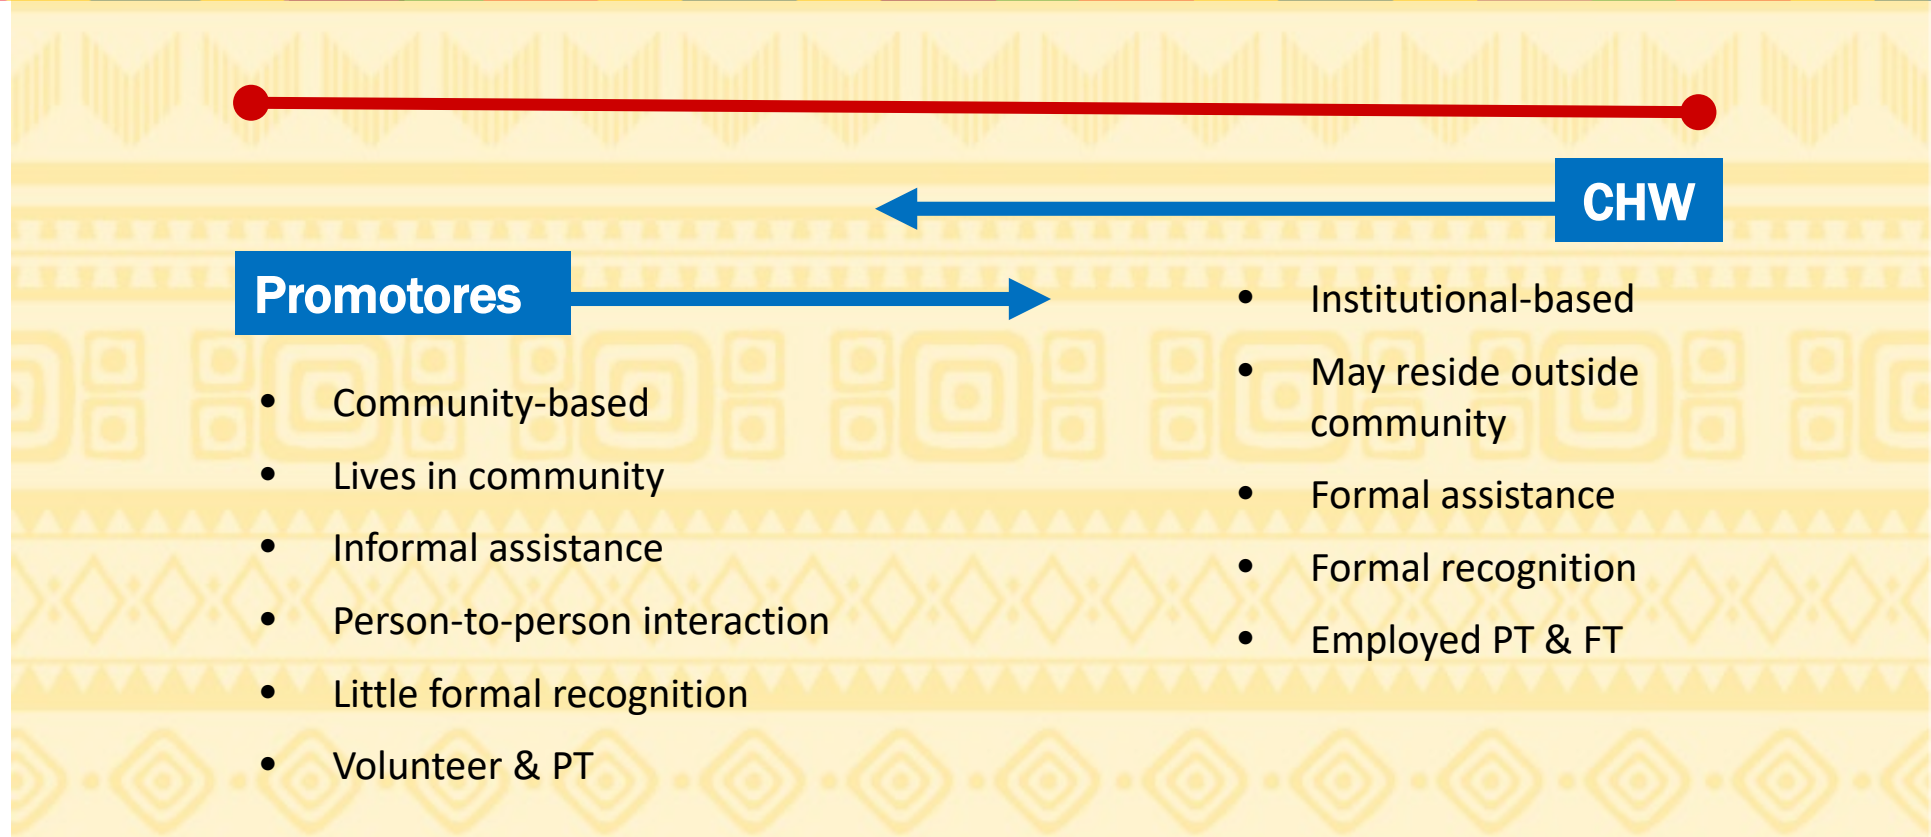 CHW
Promotores
• Community-based
• Lives in community
• Informal assistance
• Person-to-person interaction
• Little formal recognition
• Volunteer & PT
• Institutional-based
• May reside outside
community
• Formal assistance
• Formal recognition
• Employed PT & FT